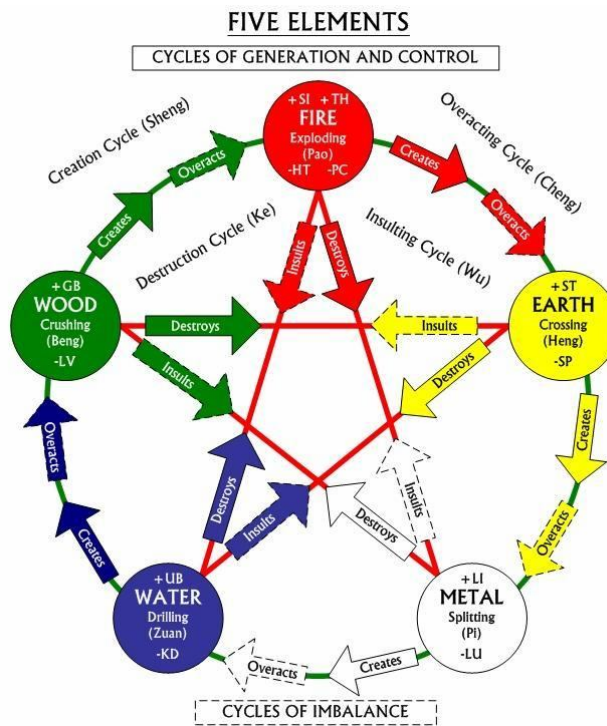 FIVE ELEMENTS
CYCLES OF GENERATION AND CONTROL
Creation Cycle (Sheng)
Overacting Cycle (Cheng)
+SI +TH
FIRE
Exploding
(Pao)
-HT -PC
Creates
Overacts
Creates
Overacts
Destruction Cycle (Ke)
Insulting Cycle (Wu)
Insults
Destroys
+GB
WOOD
Crushing
(Beng)
-LV
Destroys
Insults
Insults
Destroys
+ST
EARTH
Crossing
(Heng)
-SP
Overacts
Creates
Destroys
Insults
Destroys
Insults
Creates
Overacts
+UB
WATER
Drilling
(Zuan)
-KD
+LI
METAL
Splitting
(Pi)
-LU
Overacts
Creates
CYCLES OF IMBALANCE